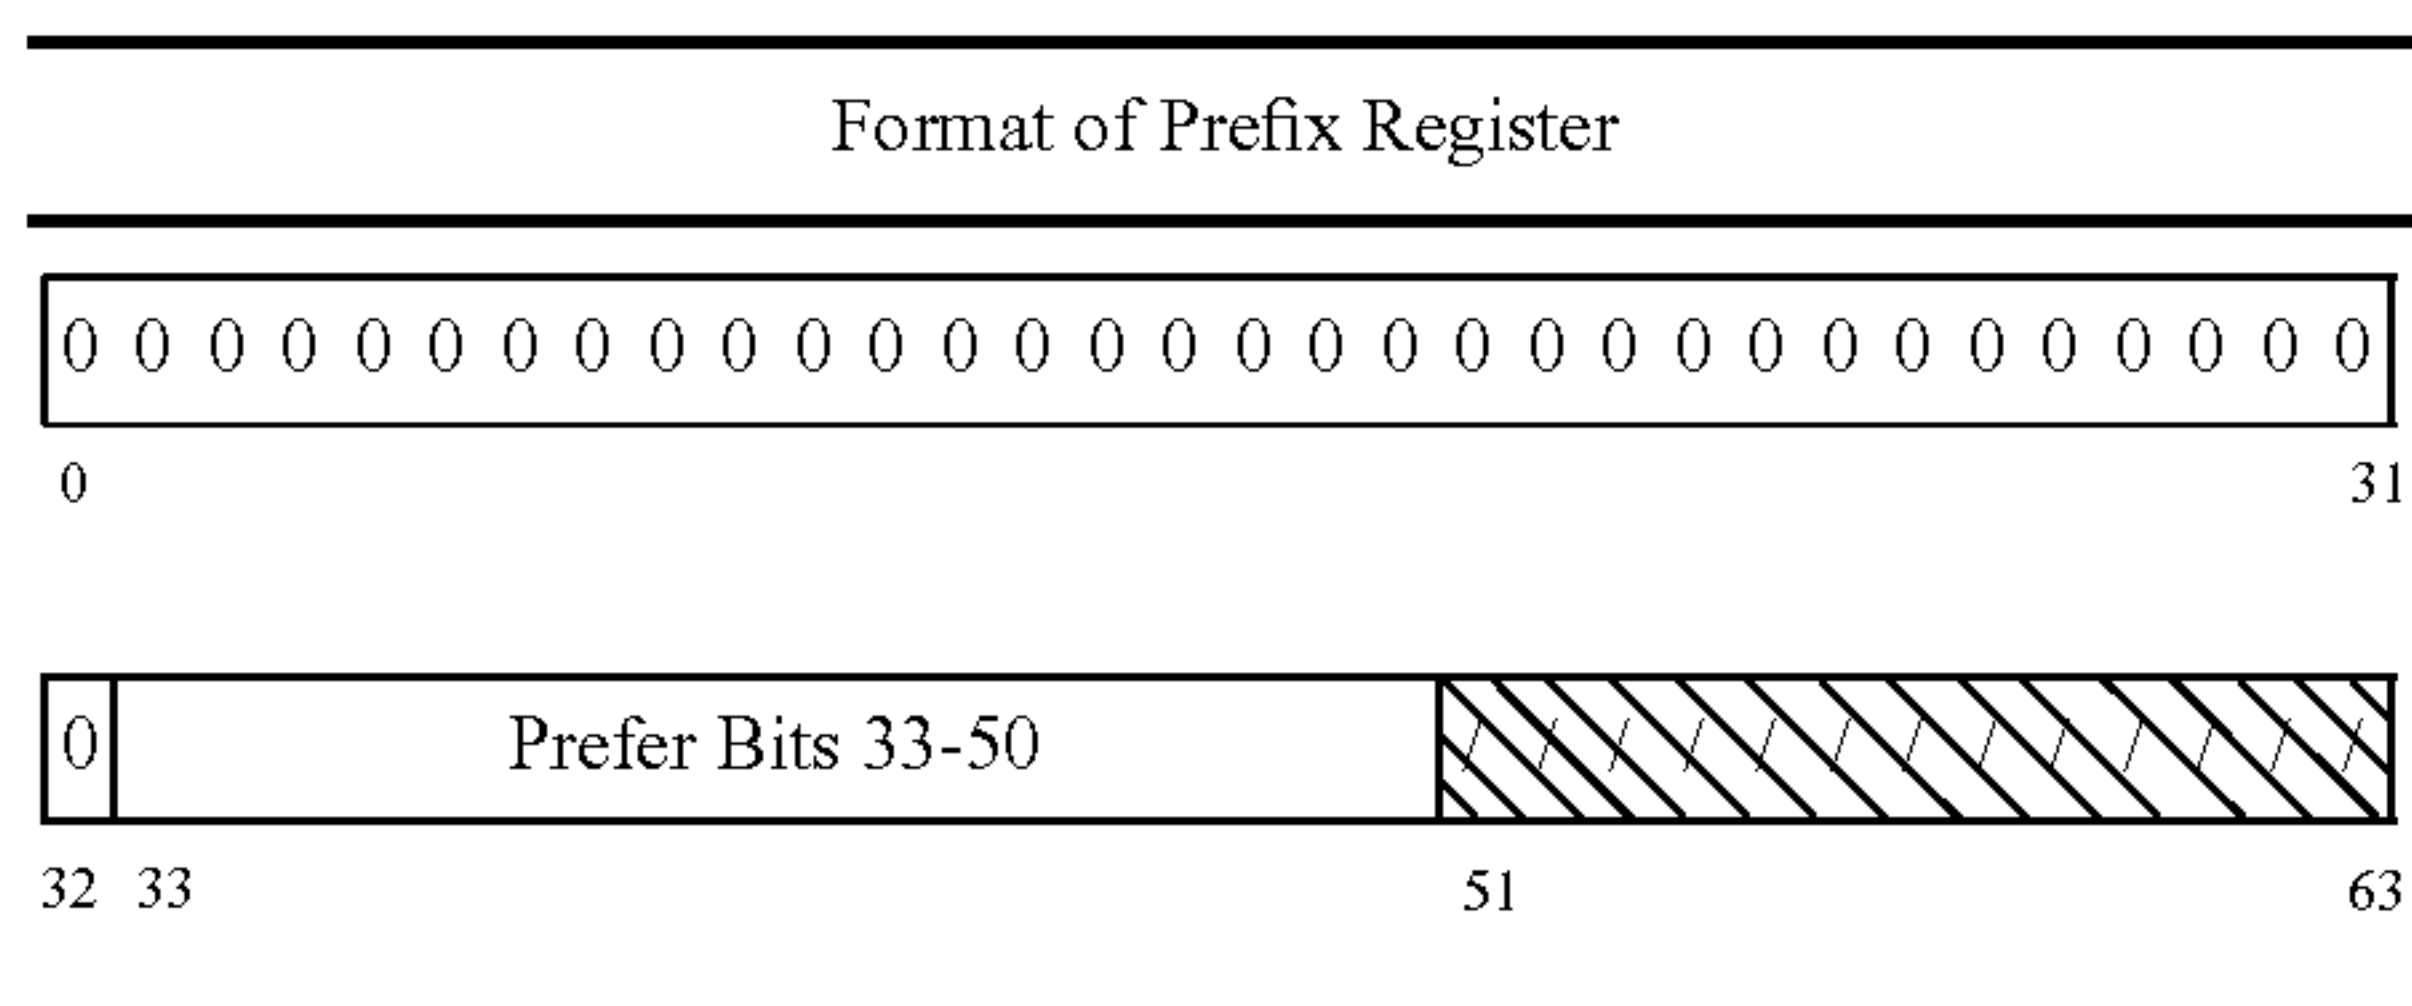 Format of Prefix Register
0 0 0 0 0 0 0 0 0 0 0 0 0 0 0 0 0 0 0 0 0 0 0 0 0 0 0 0 0 0 0 0
0 31
0 Prefer Bits 33-50 / / / / / / / / / / / / /
32 33 51 63